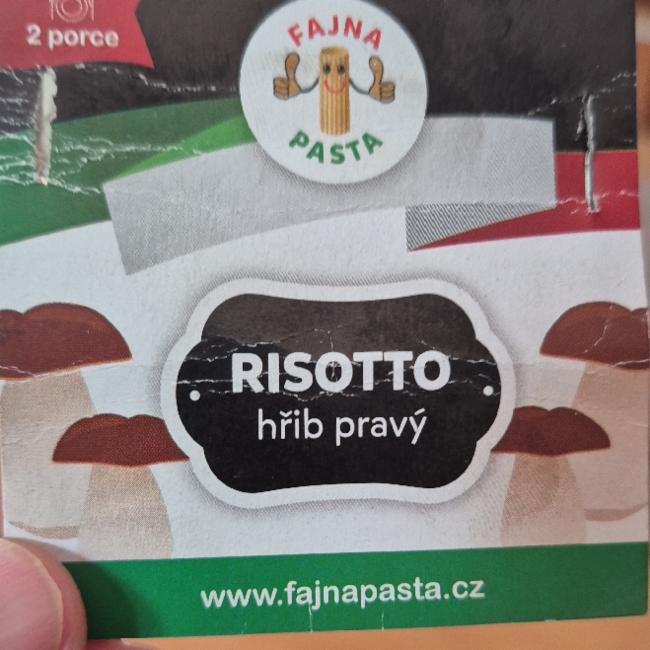 2 porce
FAJNA
PASTA
RISOTTO
hřib pravý
www.fajnapasta.cz